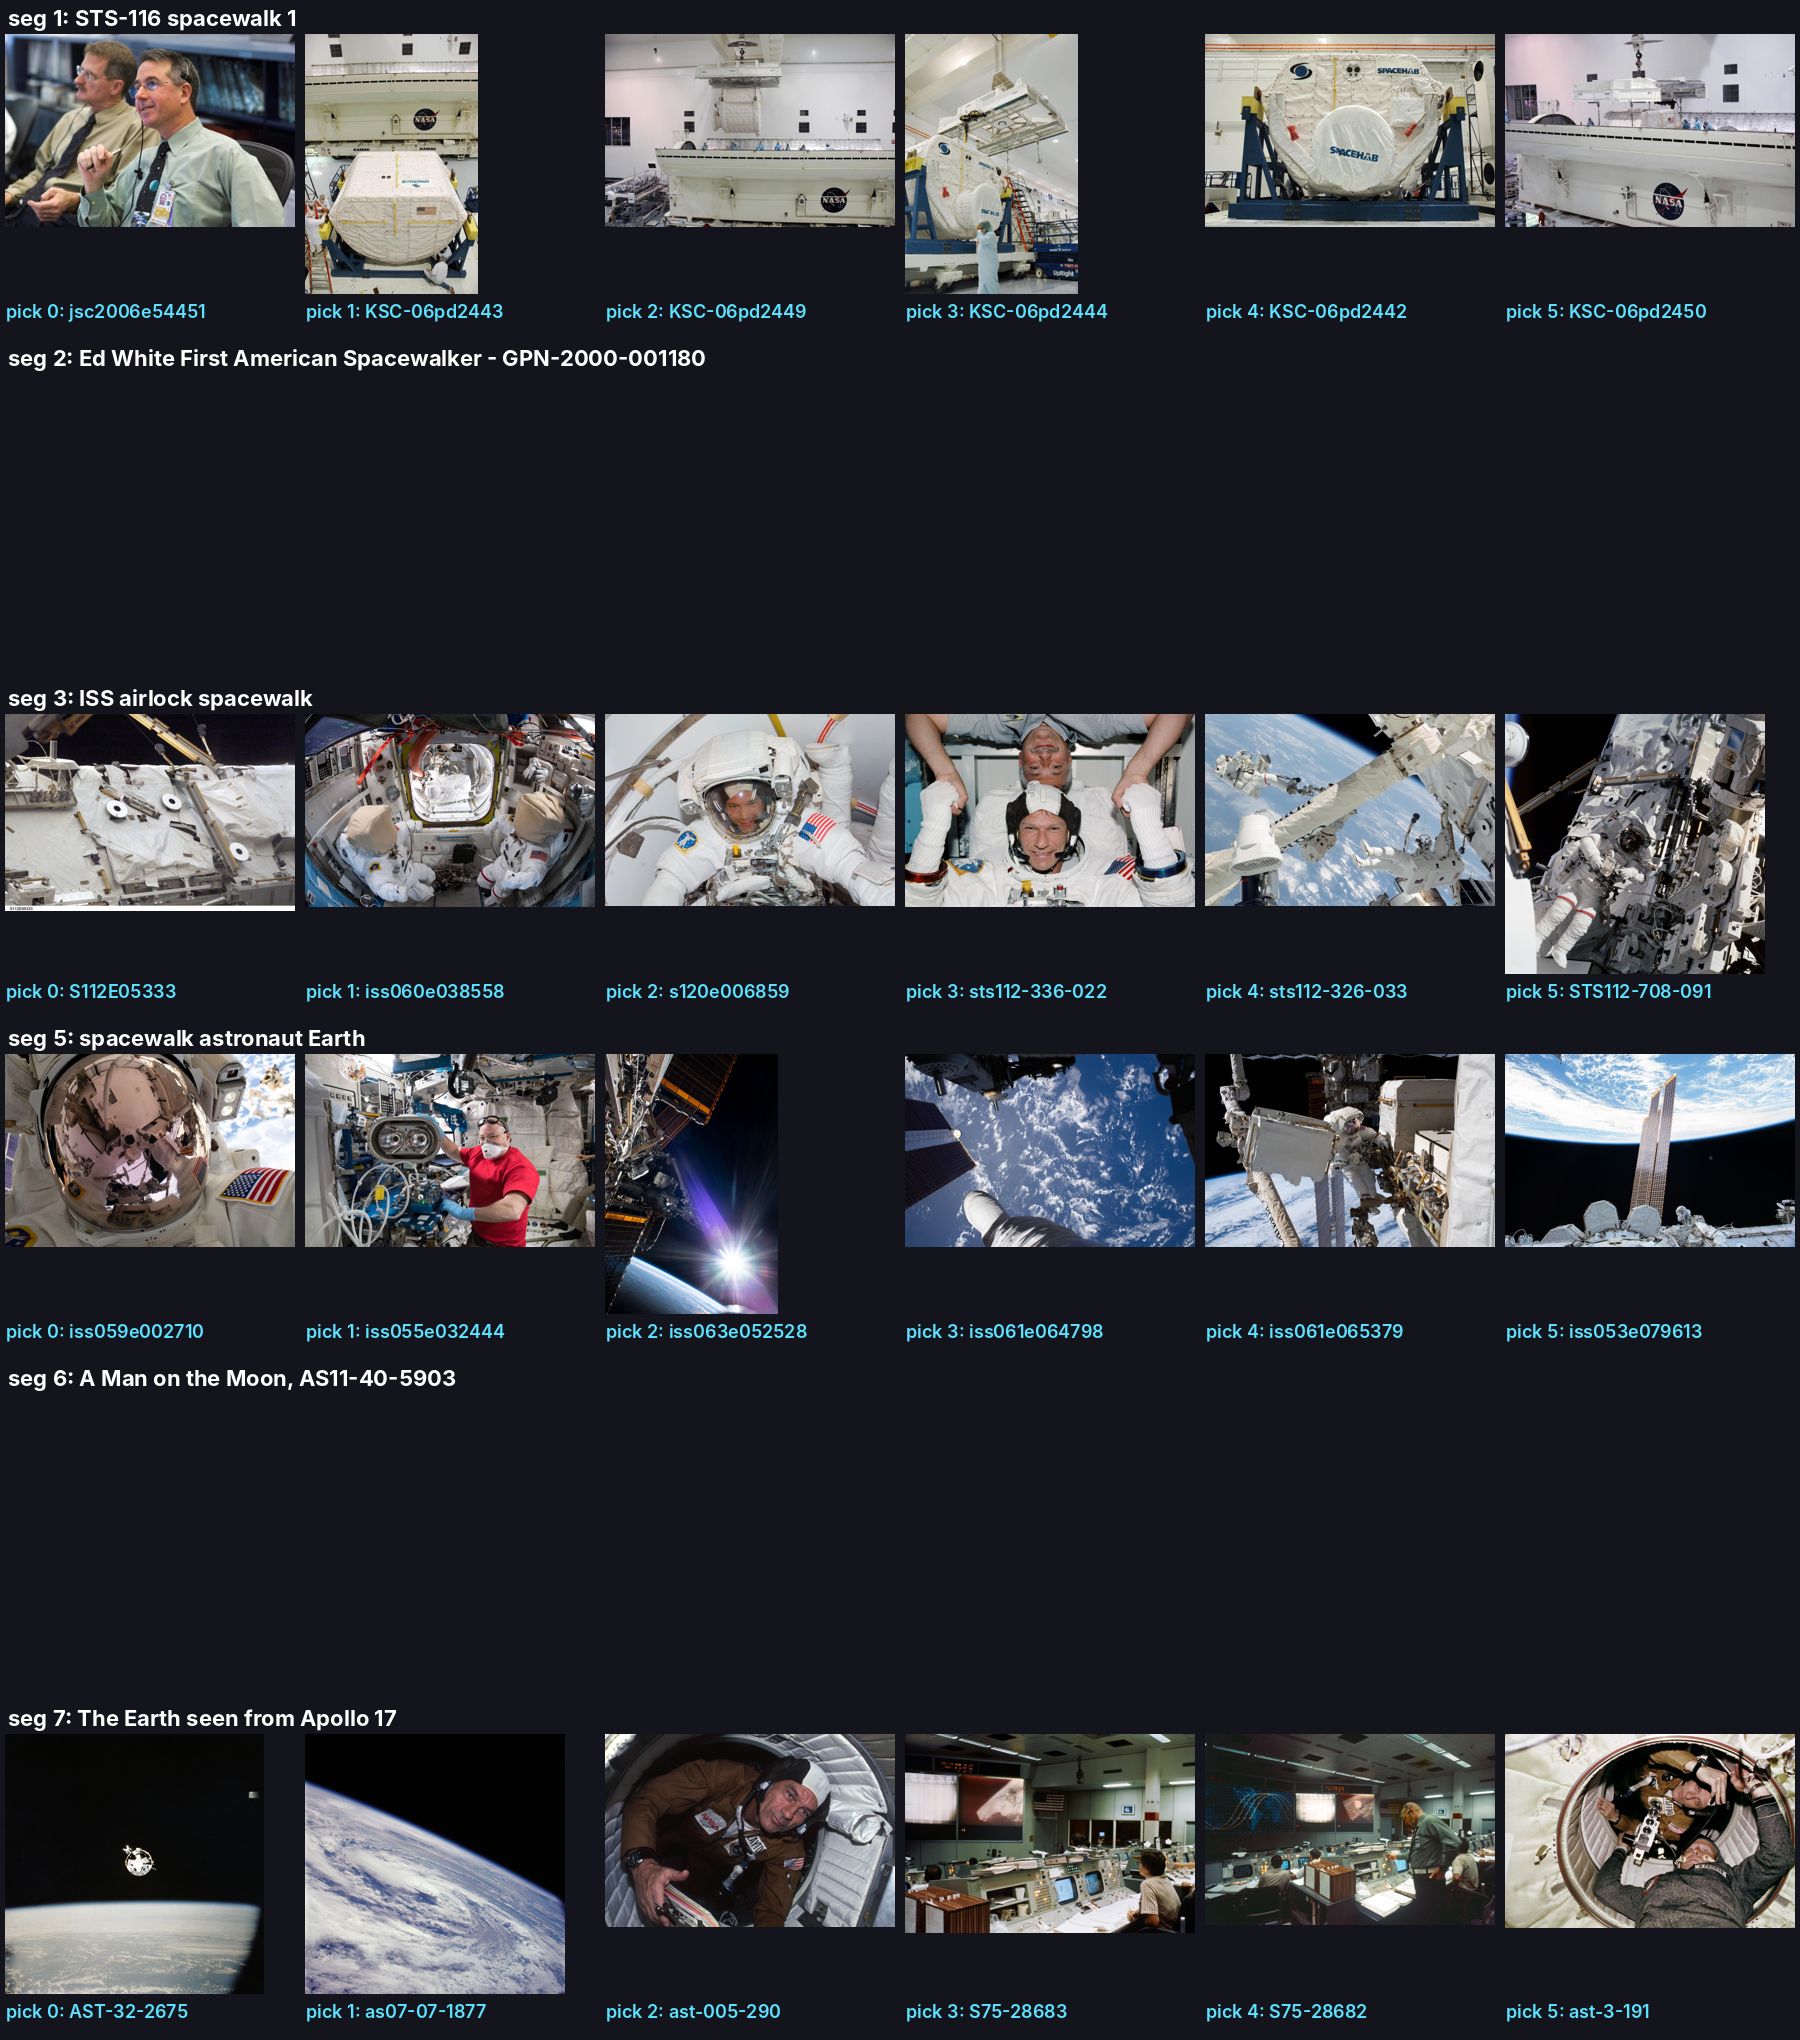 seg 1: STS-116 spacewalk 1
NASA
NASA
SPACEHAB
SPACEHAB
SPACEHAB
NASA
UpRight
pick 0: jsc2006e54451
pick 1: KSC-06pd2443
pick 2: KSC-06pd2449
pick 3: KSC-06pd2444
pick 4: KSC-06pd2442
pick 5: KSC-06pd2450
seg 2: Ed White First American Spacewalker - GPN-2000-001180
seg 3: ISS airlock spacewalk
pick 0: S112E05333
pick 1: iss060e038558
pick 2: s120e006859
pick 3: sts112-336-022
pick 4: sts112-326-033
pick 5: STS112-708-091
seg 5: spacewalk astronaut Earth
pick 0: iss059e002710
pick 1: iss055e032444
pick 2: iss063e052528
pick 3: iss061e064798
pick 4: iss061e065379
pick 5: iss053e079613
seg 6: A Man on the Moon, AS11-40-5903
seg 7: The Earth seen from Apollo 17
pick 0: AST-32-2675
pick 1: as07-07-1877
pick 2: ast-005-290
pick 3: S75-28683
pick 4: S75-28682
pick 5: ast-3-191